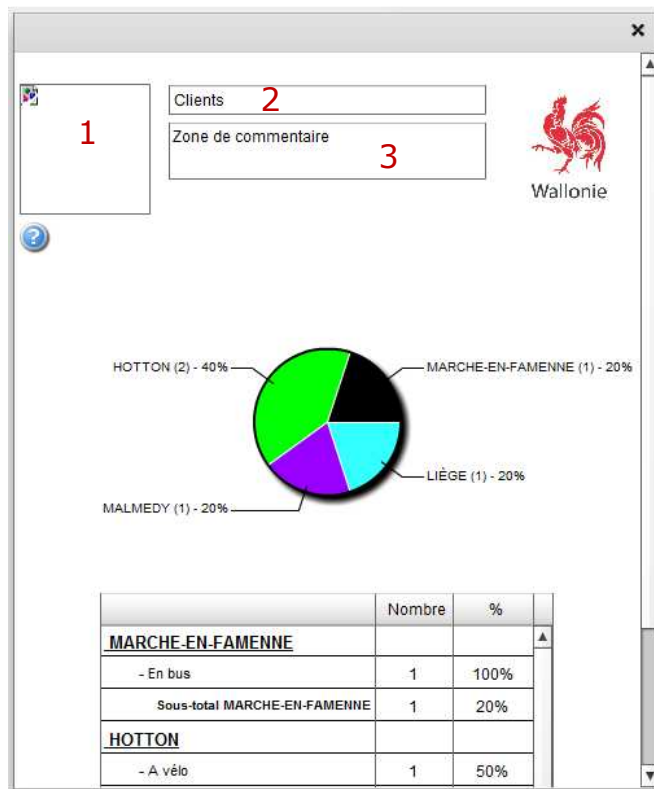 ×
1
Clients 2
Zone de commentaire
3
Wallonie
?
HOTTON (2) - 40%
MARCHE-EN-FAMENNE (1) - 20%
LIÈGE (1) - 20%
MALMEDY (1) - 20%
Nombre %
MARCHE-EN-FAMENNE
- En bus 1 100%
Sous-total MARCHE-EN-FAMENNE 1 20%
HOTTON
- A vélo 1 50%